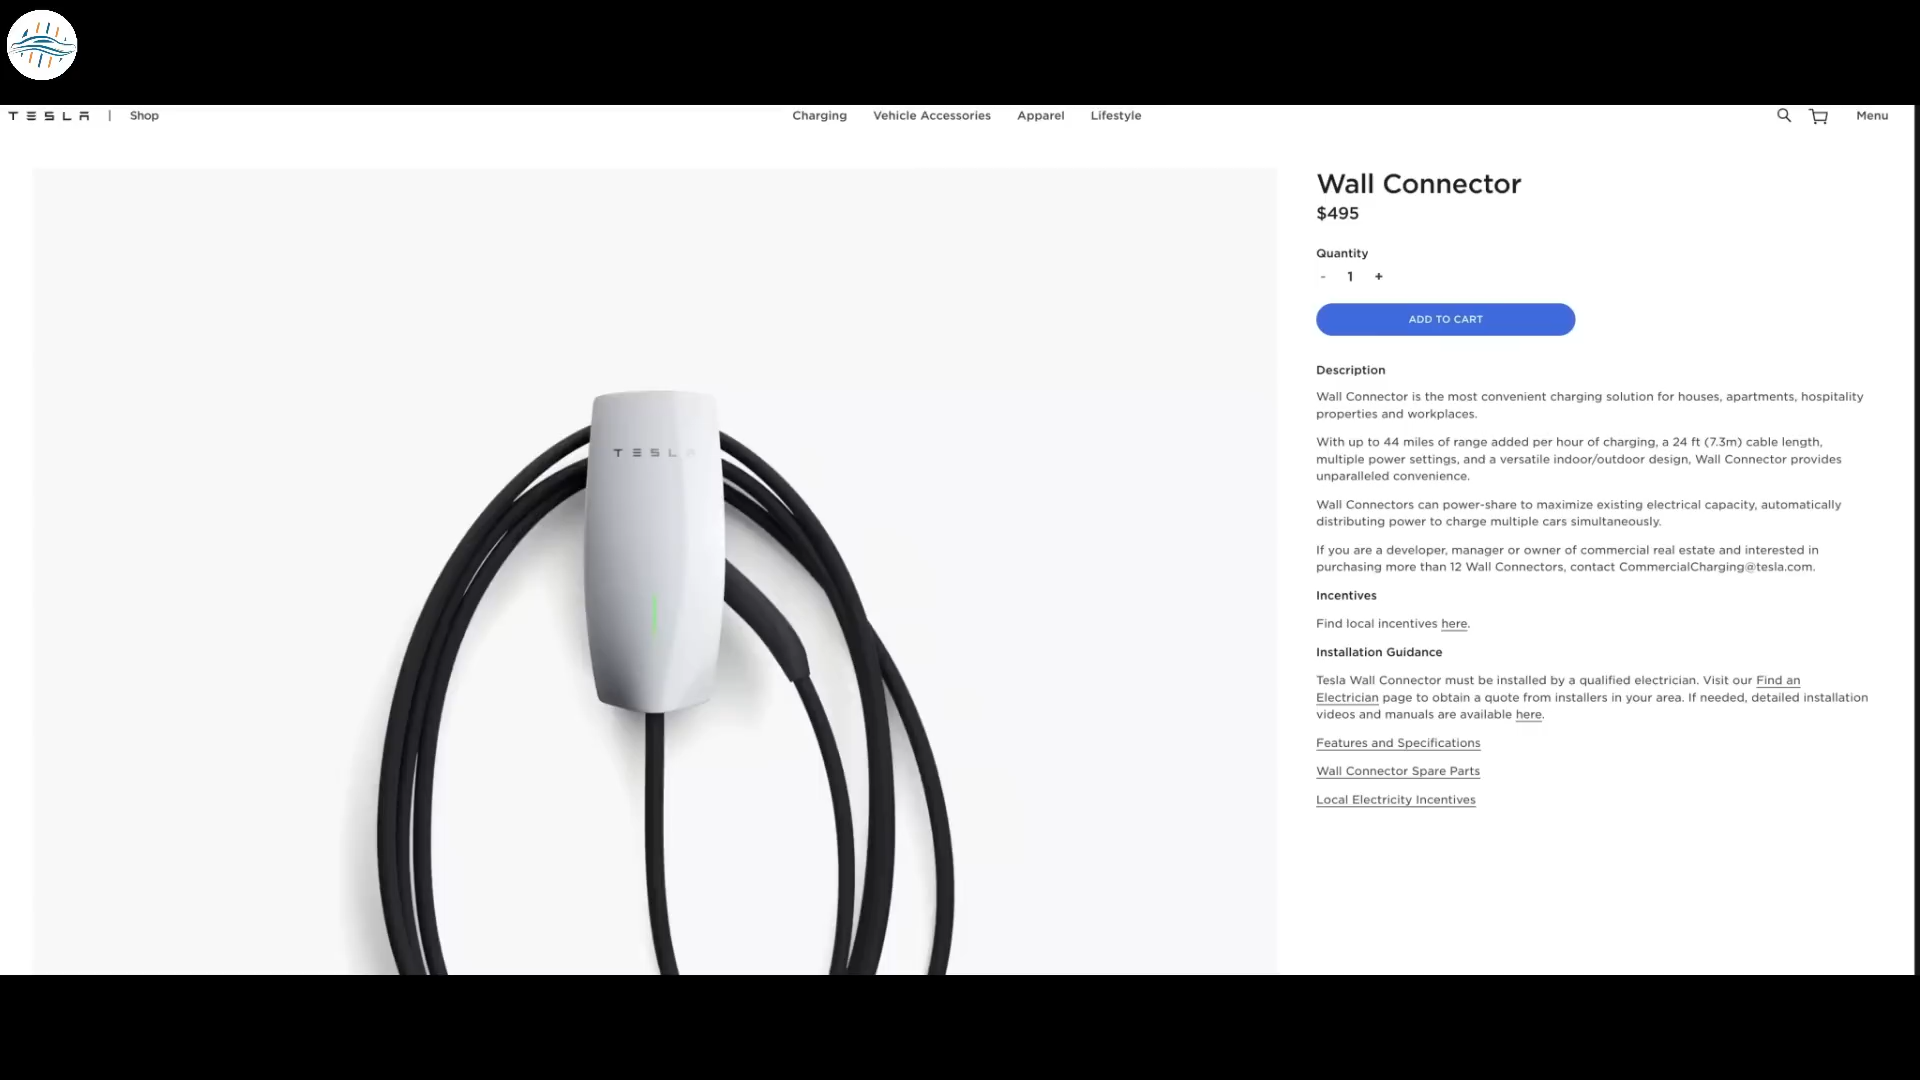 TESLA | Shop
Charging
Vehicle Accessories
Apparel
Lifestyle
Menu
TESLA
Wall Connector
$495
Quantity
- 1 +
ADD TO CART
Description
Wall Connector is the most convenient charging solution for houses, apartments, hospitality
properties and workplaces.
With up to 44 miles of range added per hour of charging, a 24 ft (7.3m) cable length,
multiple power settings, and a versatile indoor/outdoor design, Wall Connector provides
unparalleled convenience.
Wall Connectors can power-share to maximize existing electrical capacity, automatically
distributing power to charge multiple cars simultaneously.
If you are a developer, manager or owner of commercial real estate and interested in
purchasing more than 12 Wall Connectors, contact CommercialCharging@tesla.com.
Incentives
Find local incentives here.
Installation Guidance
Tesla Wall Connector must be installed by a qualified electrician. Visit our Find an
Electrician page to obtain a quote from installers in your area. If needed, detailed installation
videos and manuals are available here.
Features and Specifications
Wall Connector Spare Parts
Local Electricity Incentives